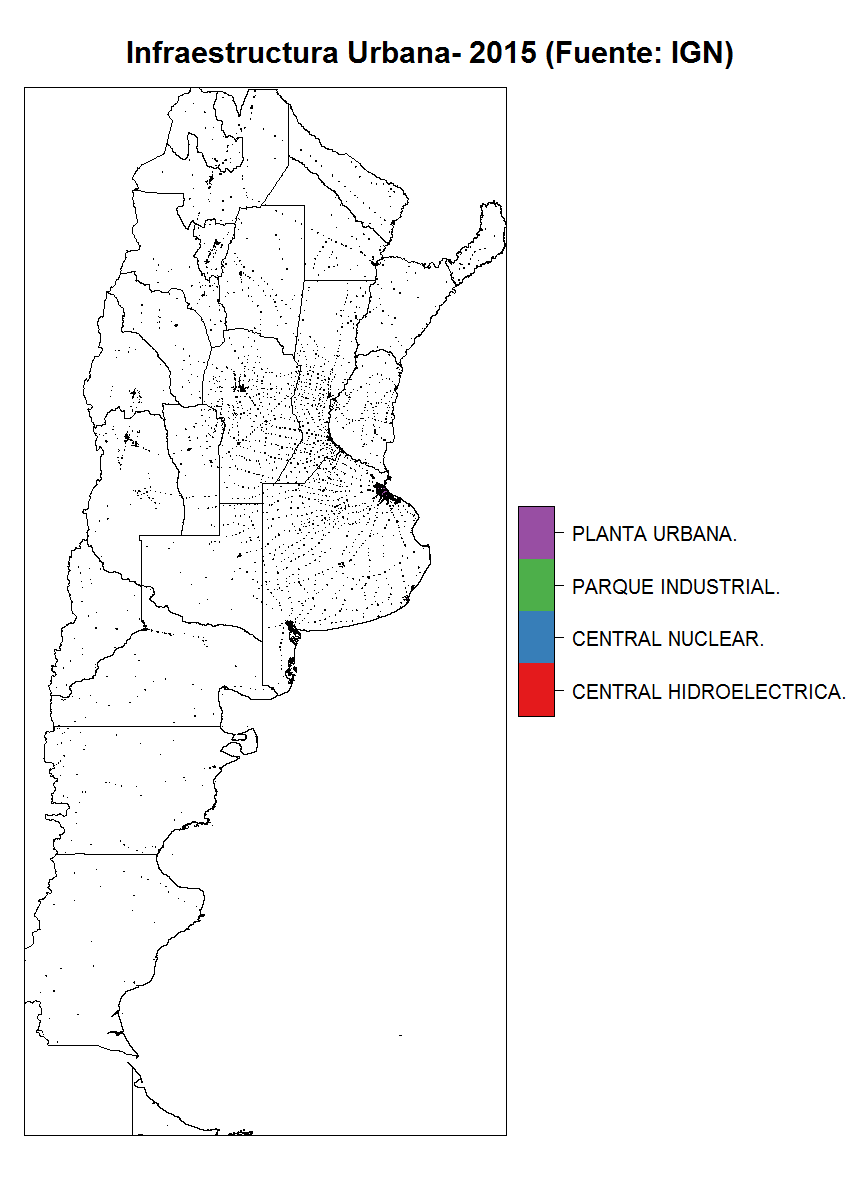 Infraestructura Urbana- 2015 (Fuente: IGN)
PLANTA URBANA.
PARQUE INDUSTRIAL.
CENTRAL NUCLEAR.
CENTRAL HIDROELECTRICA.